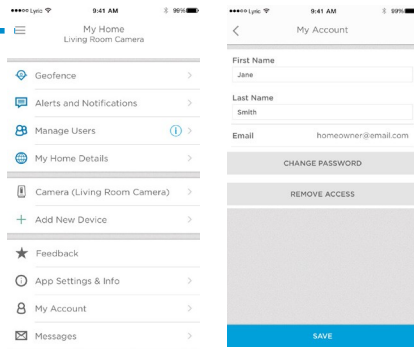 Lyric 9:41 AM 99%
My Home
Living Room Camera
Geofence
Alerts and Notifications
Manage Users
My Home Details
Camera (Living Room Camera)
Add New Device
Feedback
App Settings & Info
My Account
Messages
Lyric 9:41 AM 99%
My Account
First Name
Jane
Last Name
Smith
Email homeowner@email.com
CHANGE PASSWORD
REMOVE ACCESS
SAVE